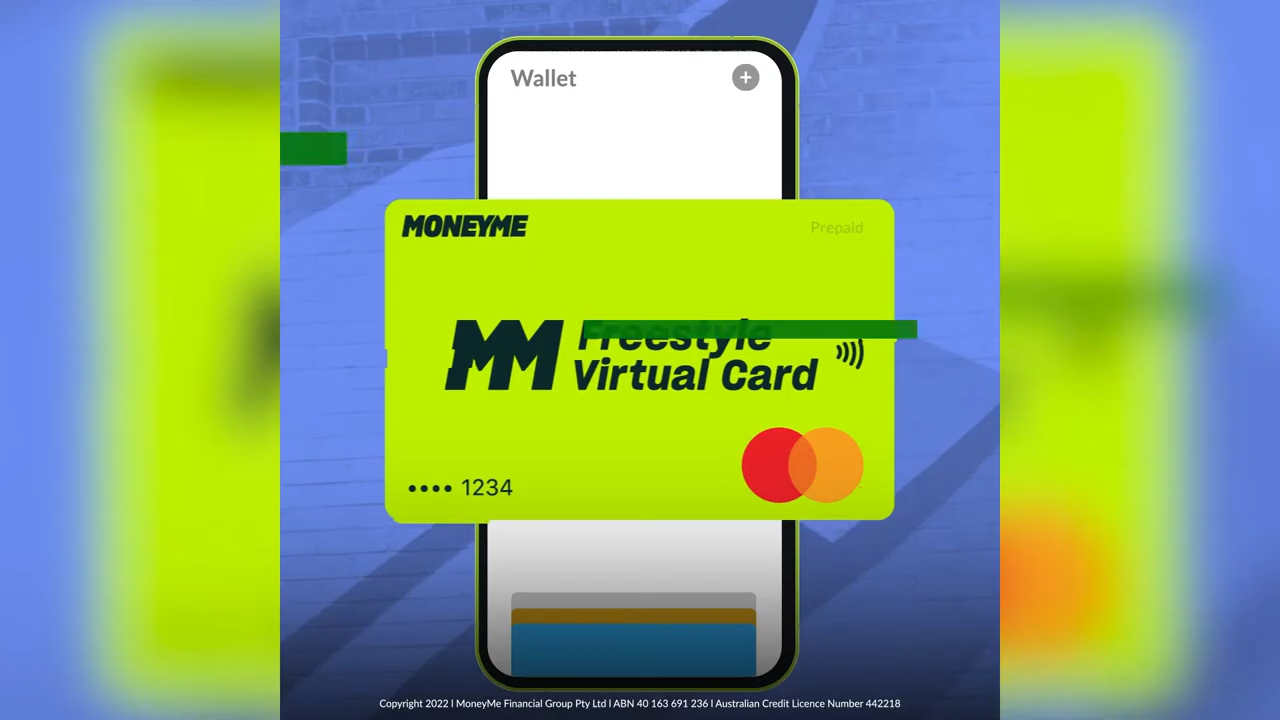 Wallet
MONEYME
Prepaid
MM
Freestyle
Virtual Card
•••• 1234
Copyright 2022 l MoneyMe Financial Group Pty Ltd l ABN 40 163 691 236 l Australian Credit Licence Number 442218